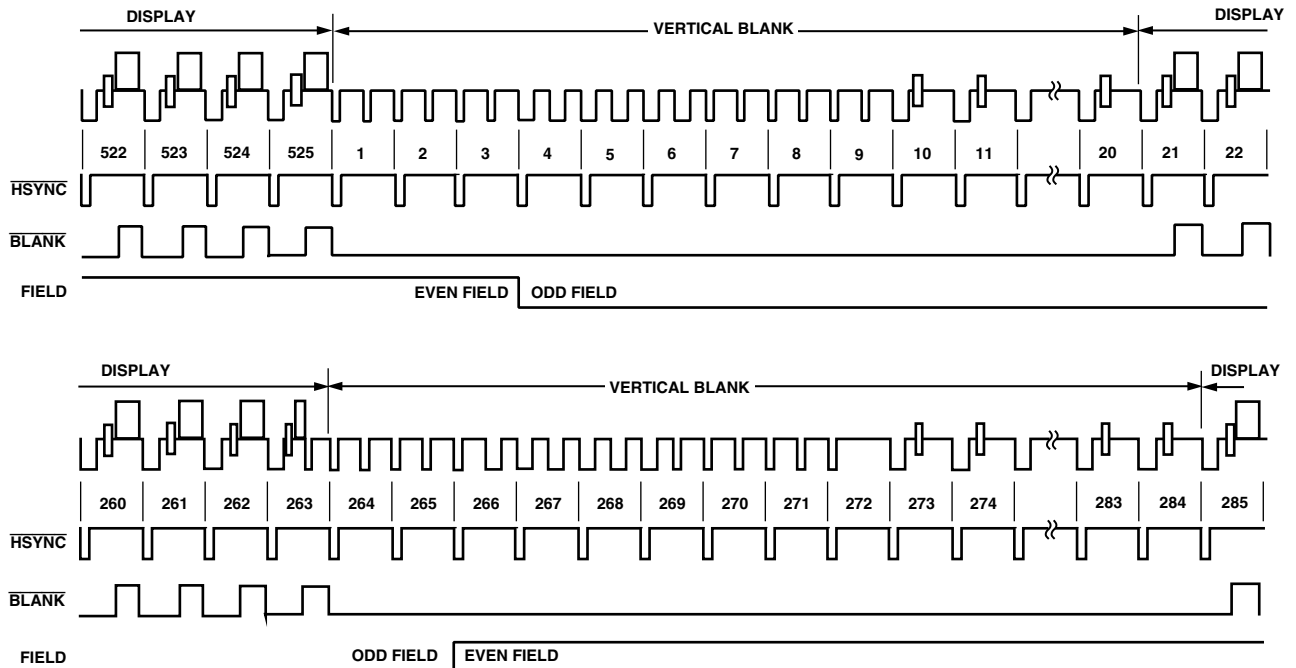 DISPLAY VERTICAL BLANK DISPLAY
522 523 524 525 1 2 3 4 5 6 7 8 9 10 11 20 21 22
HSYNC
BLANK
FIELD EVEN FIELD ODD FIELD
DISPLAY VERTICAL BLANK DISPLAY
260 261 262 263 264 265 266 267 268 269 270 271 272 273 274 283 284 285
HSYNC
BLANK
FIELD ODD FIELD EVEN FIELD